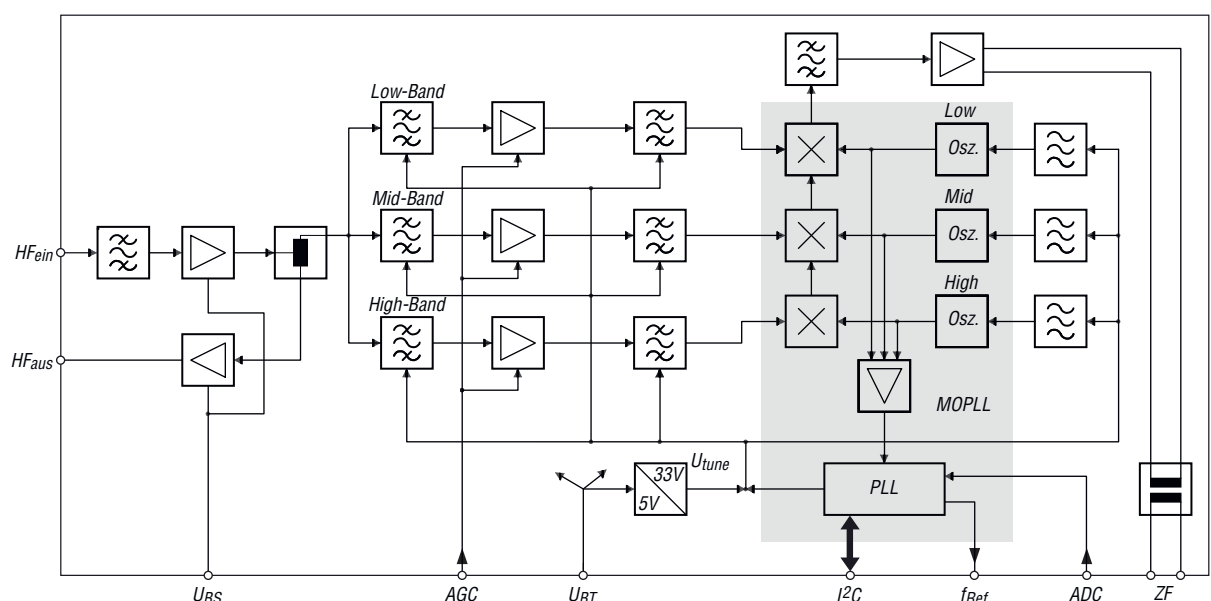 Low-Band
Low
Osz.
Mid-Band
Mid
Osz.
HFein
High-Band
High
Osz.
HFaus
MOPLL
Utune
33V
5V
PLL
UBS
AGC
UBT
I2C
fRef
ADC
ZF